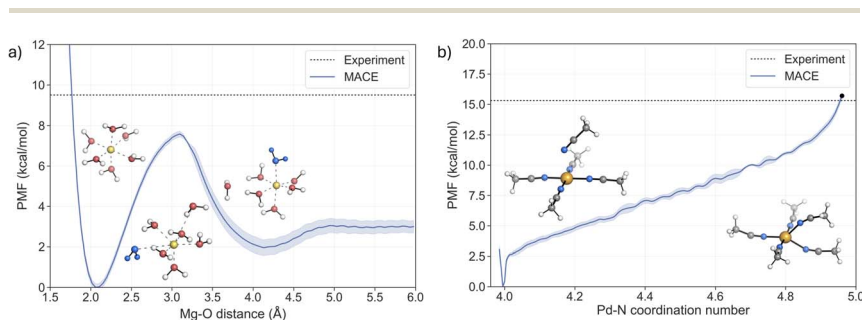 a)
12
10
8
6
4
2
0
PMF (kcal/mol)
Experiment
MACE
1.5 2.0 2.5 3.0 3.5 4.0 4.5 5.0 5.5 6.0
Mg-O distance (Å)
b)
20.0
17.5
15.0
12.5
10.0
7.5
5.0
2.5
0.0
PMF (kcal/mol)
Experiment
MACE
4.0 4.2 4.4 4.6 4.8 5.0
Pd-N coordination number